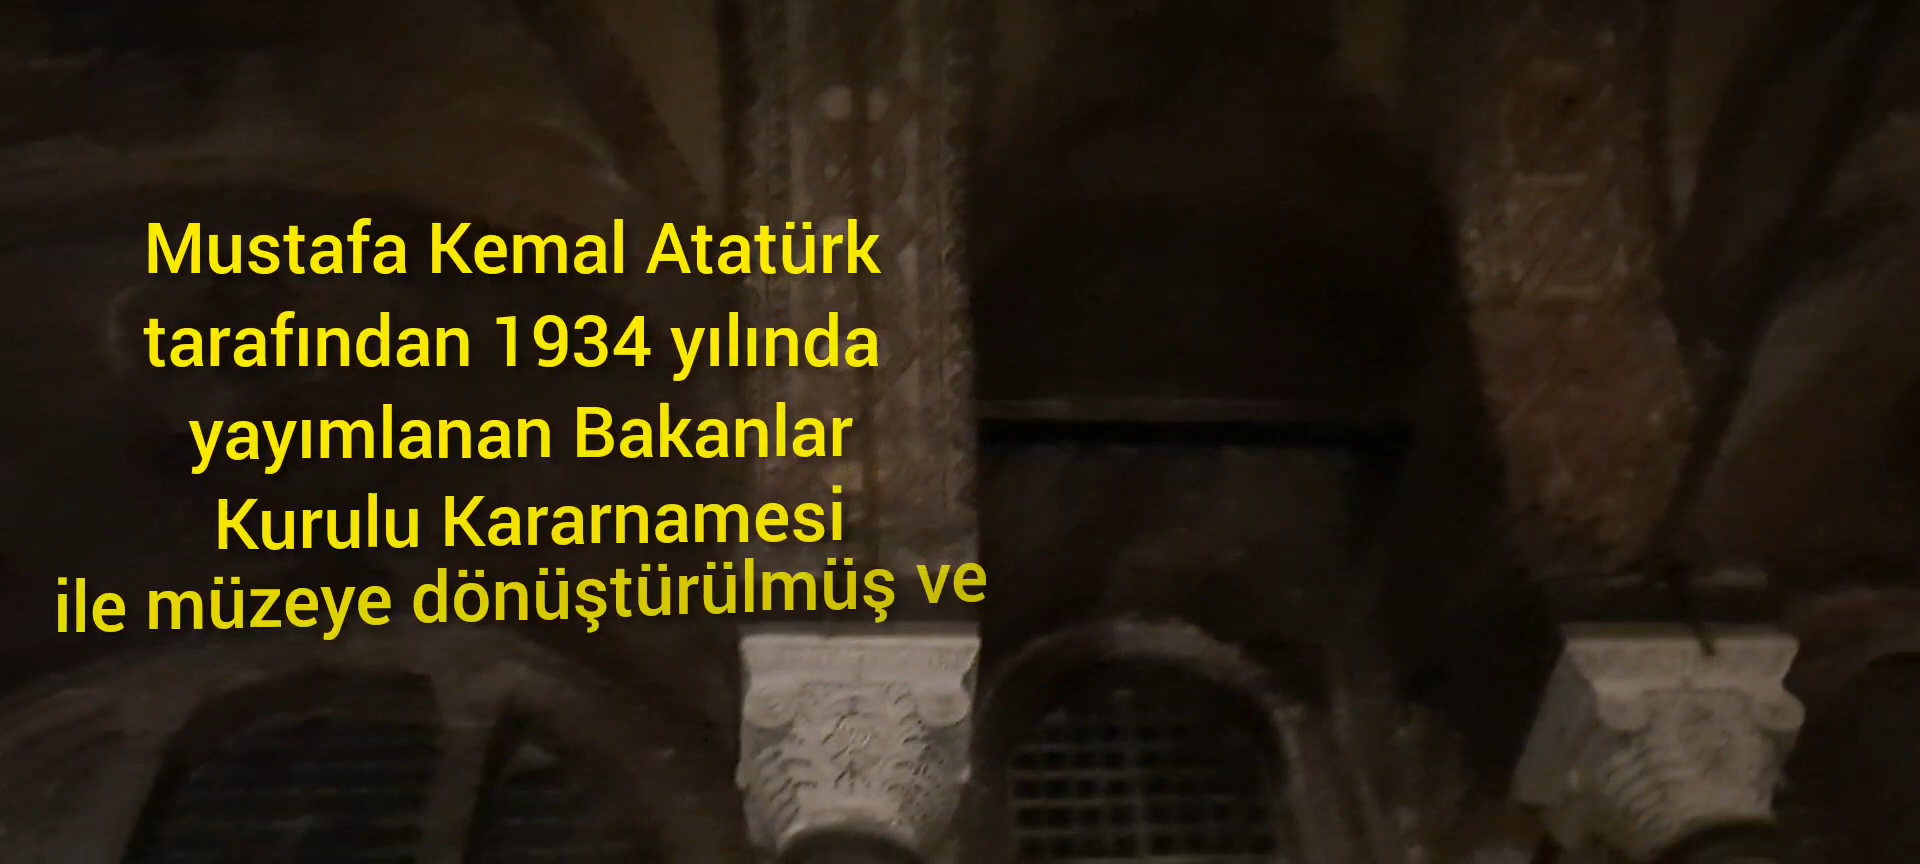 Mustafa Kemal Atatürk
tarafından 1934 yılında
yayımlanan Bakanlar
Kurulu Kararnamesi
ile müzeye dönüştürülmüş ve